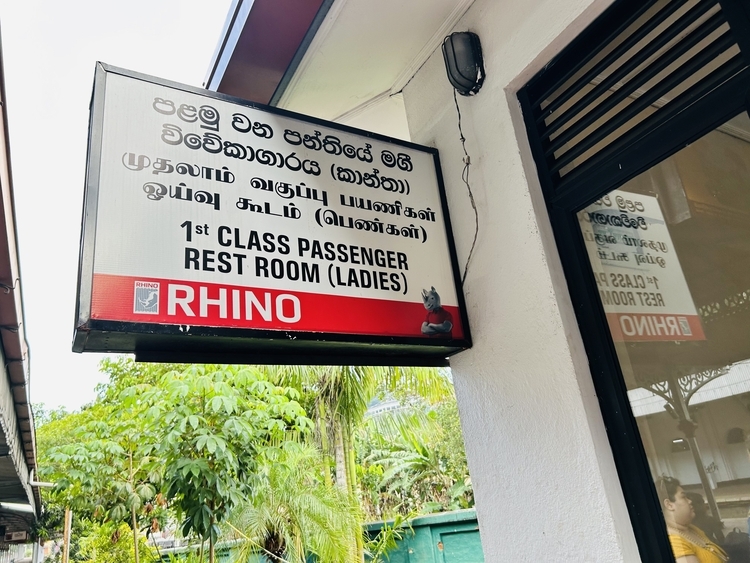 පළමු වන පන්තියේ මගී
විවේකාගාරය (කාන්තා)
முதலாம் வகுப்பு பயணிகள்
ஓய்வு கூடம் (பெண்கள்)
1st CLASS PASSENGER
REST ROOM (LADIES)
RHINO RHINO